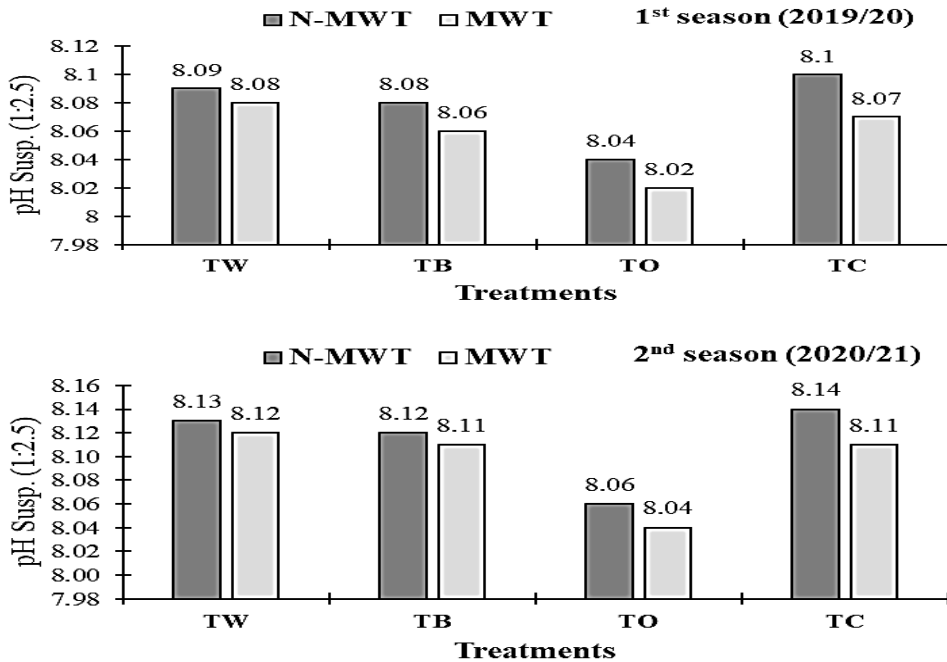 N-MWT MWT 1st season (2019/20)
pH Susp. (1:2.5)
8.12
8.1
8.08
8.06
8.04
8.02
8
7.98
8.09 8.08 8.08 8.06 8.04 8.02 8.1 8.07
TW TB TO TC
Treatments
N-MWT MWT 2nd season (2020/21)
pH Susp. (1:2.5)
8.16
8.14
8.12
8.10
8.08
8.06
8.04
8.02
8.00
7.98
8.13 8.12 8.12 8.11 8.06 8.04 8.14 8.11
TW TB TO TC
Treatments